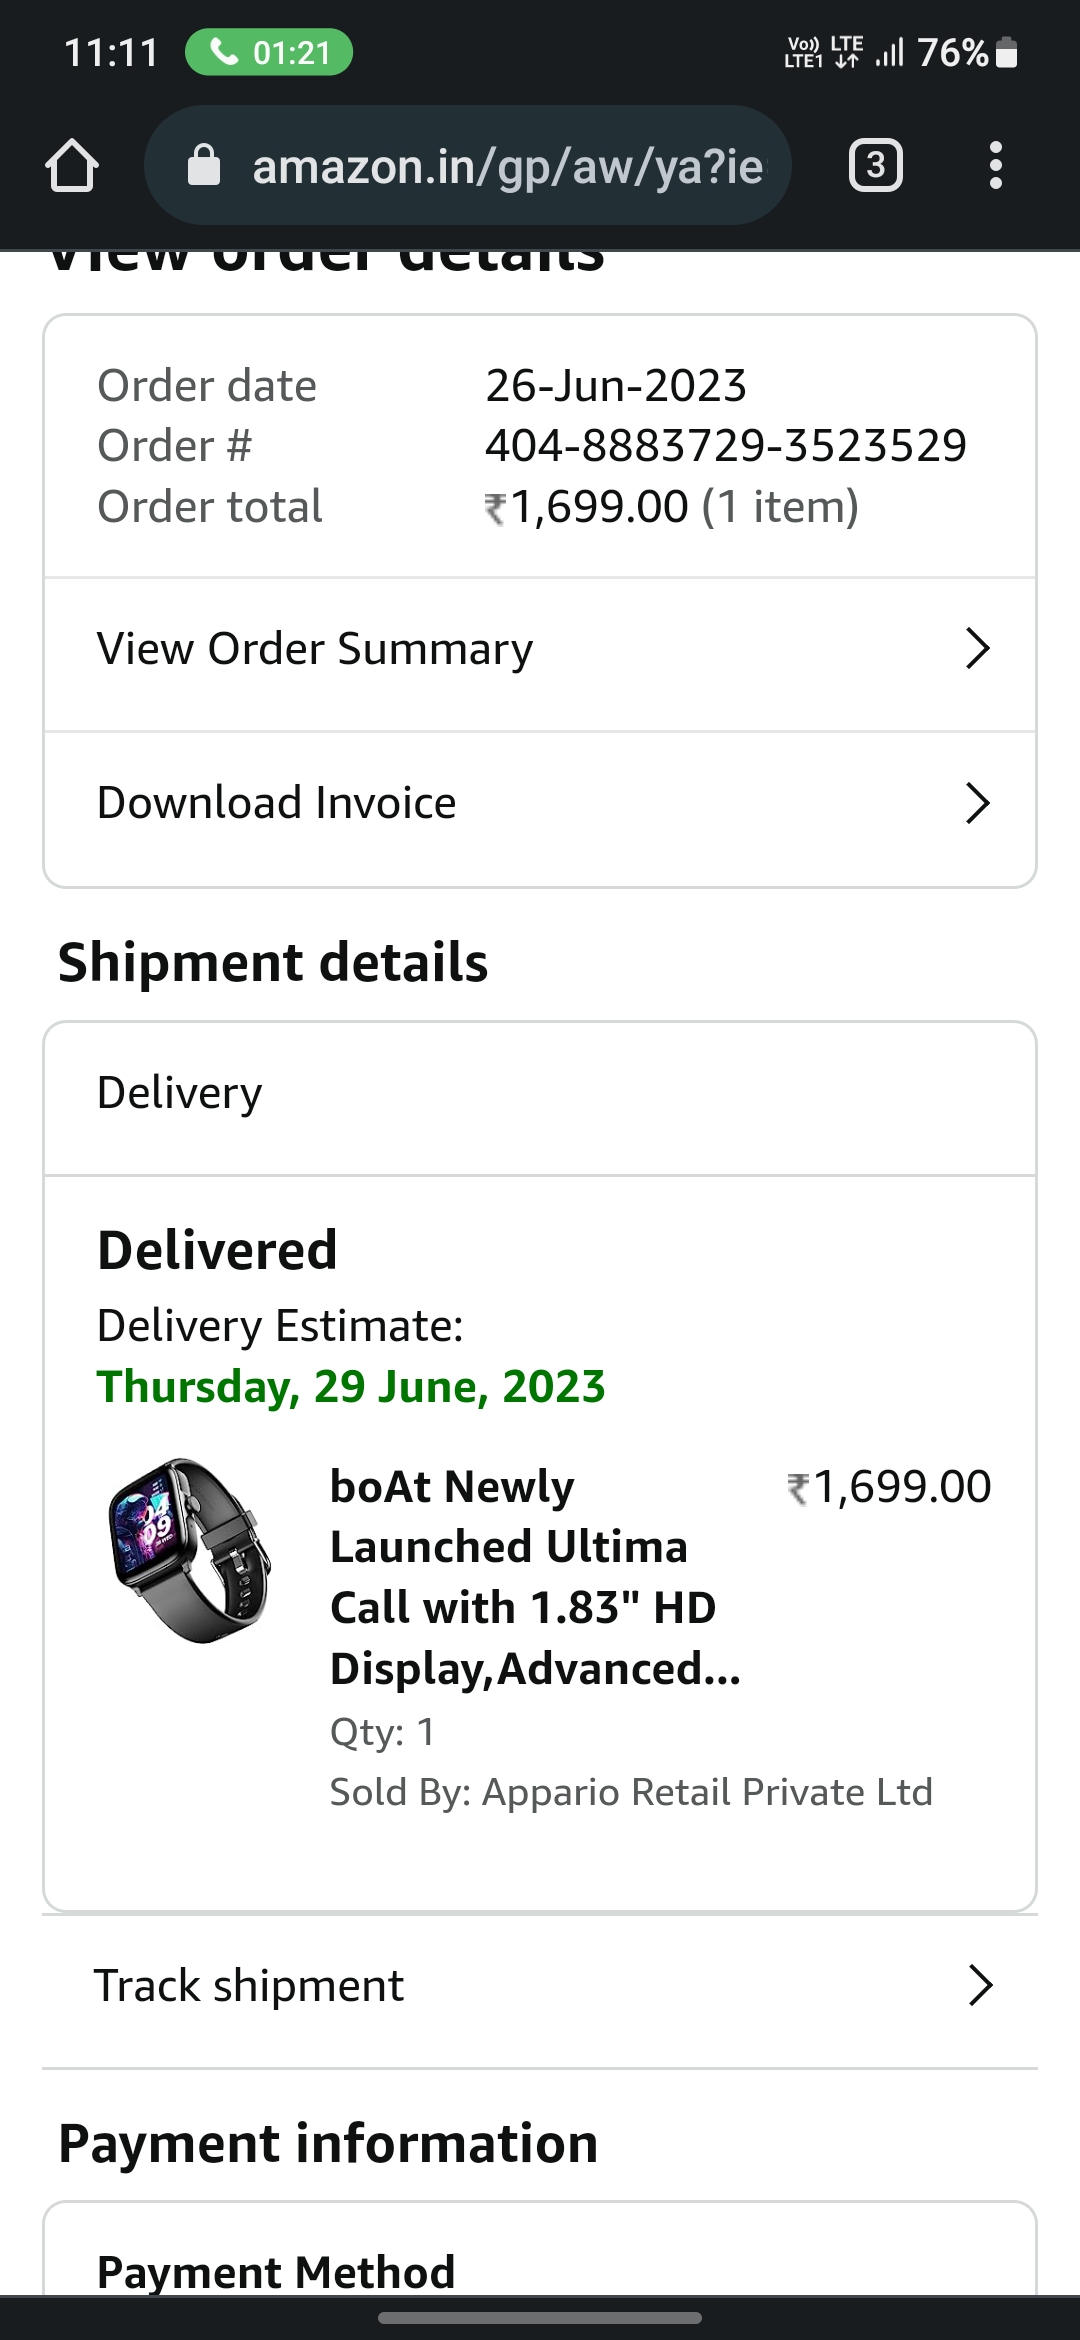 11:11 01:21 Vo)) LTE1 LTE 76%
amazon.in/gp/aw/ya?ie 3
View order details
Order date 26-Jun-2023
Order # 404-8883729-3523529
Order total ₹1,699.00 (1 item)
View Order Summary
Download Invoice
Shipment details
Delivery
Delivered
Delivery Estimate:
Thursday, 29 June, 2023
boAt Newly ₹1,699.00
Launched Ultima
Call with 1.83" HD
Display,Advanced...
Qty: 1
Sold By: Appario Retail Private Ltd
Track shipment
Payment information
Payment Method